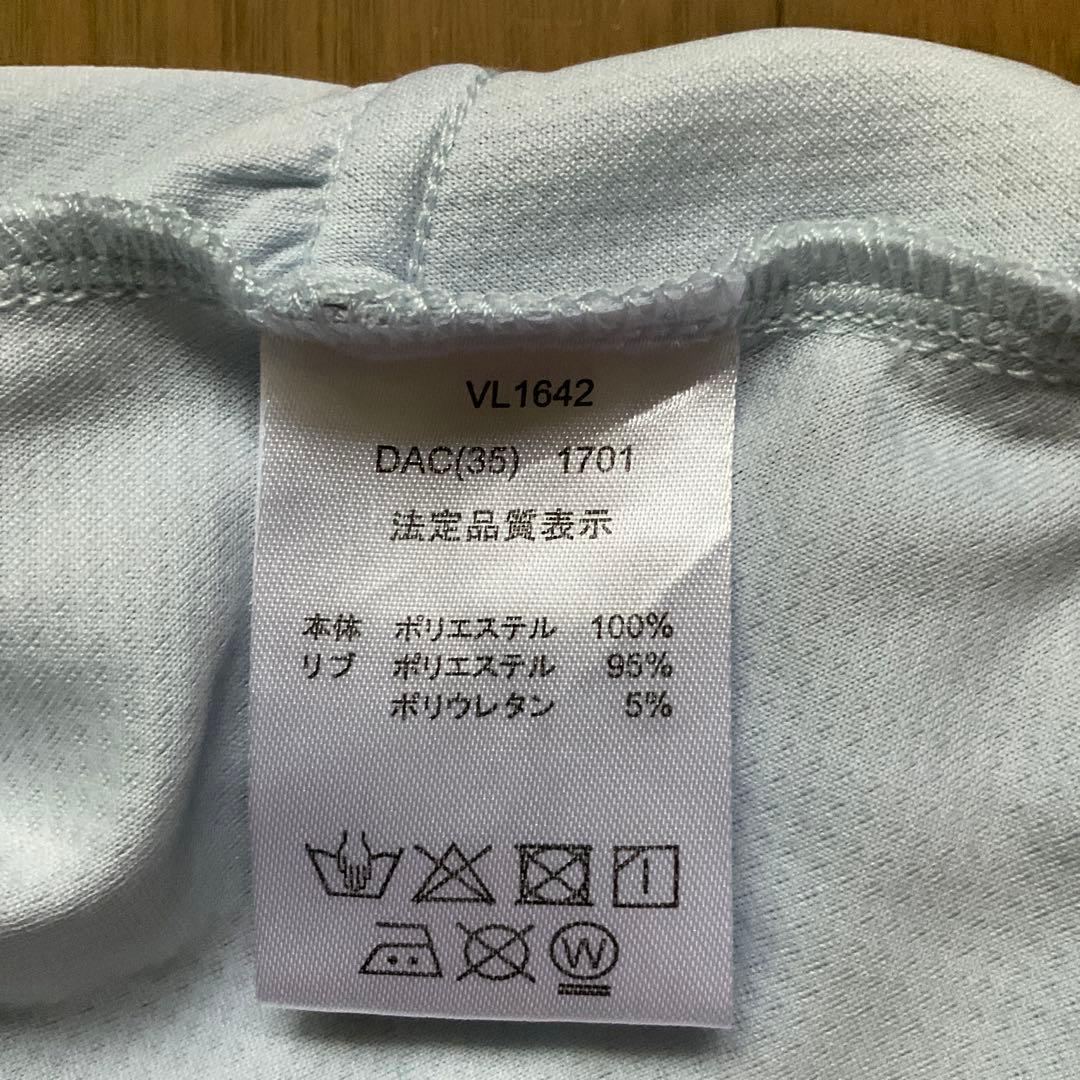 VL1642
DAC(35) 1701
法定品質表示
本体 ポリエステル 100%
リブ ポリエステル 95%
ポリウレタン 5%
W